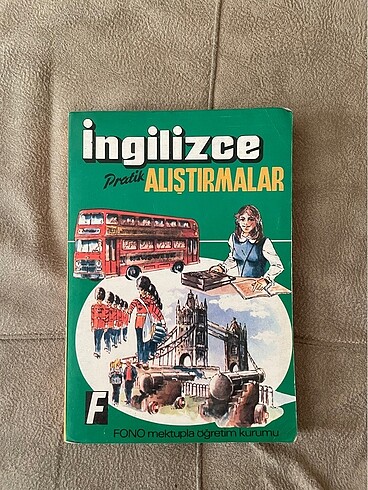 İngilizce
Pratik ALIŞTIRMALAR
F
FONO mektupla öğretim kurumu